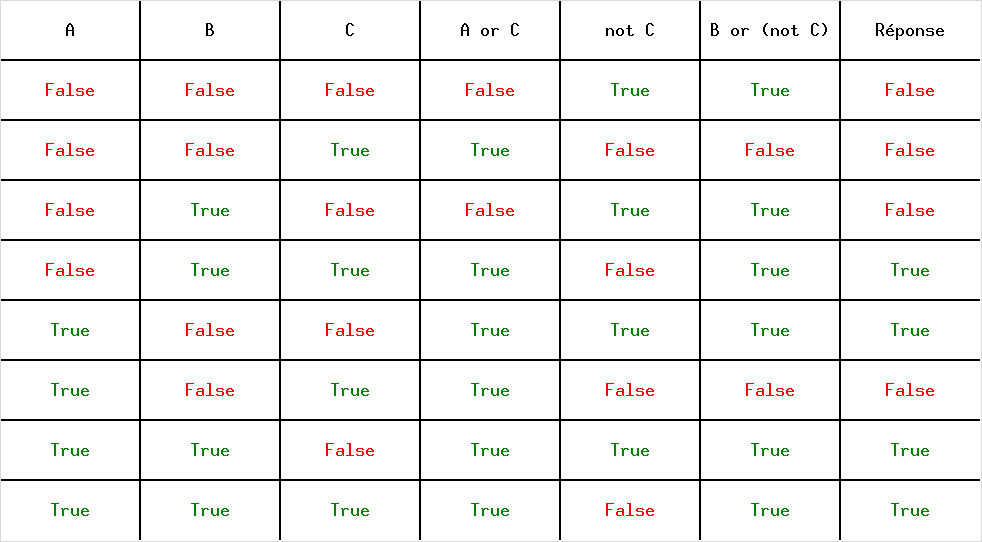 A B C A or C not C B or (not C) Réponse
False False False False True True False
False False True True False False False
False True False False True True False
False True True True False True True
True False False True True True True
True False True True False False False
True True False True True True True
True True True True False True True